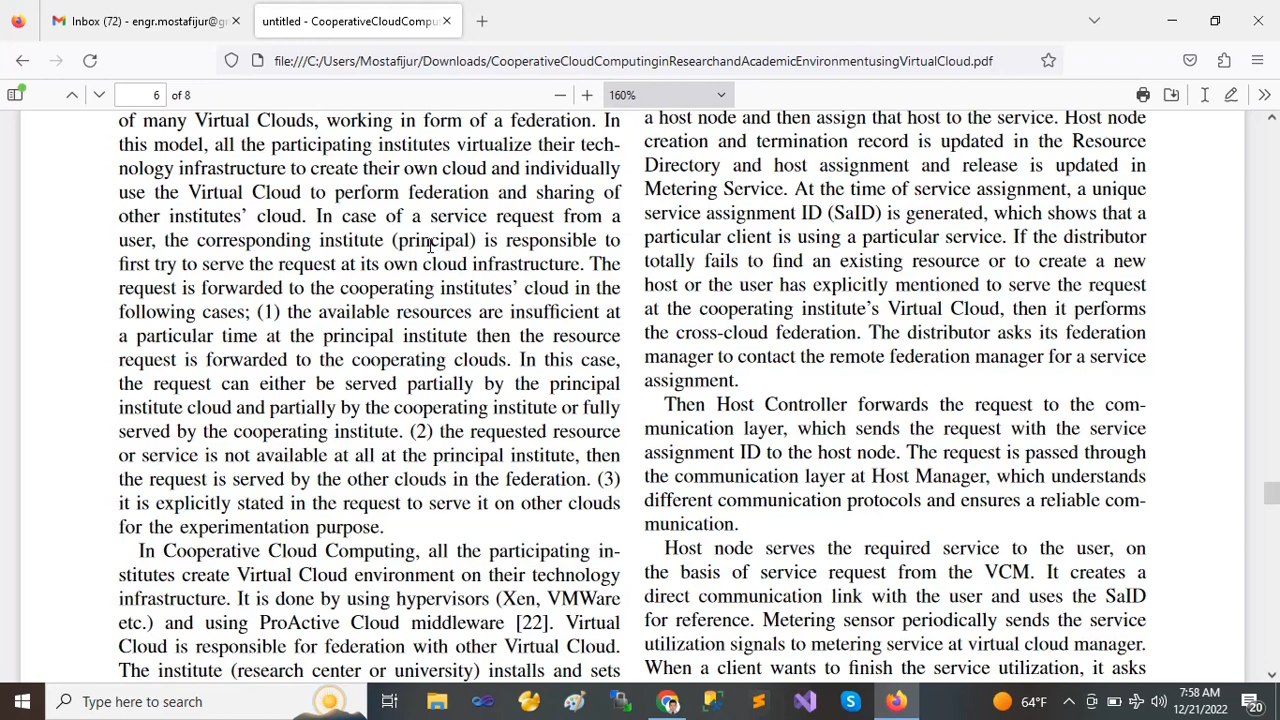 Inbox (72) - engr.mostafijur@g
untitled - CooperativeCloudCompu
file:///C:/Users/Mostafijur/Downloads/CooperativeCloudComputinginResearchandAcademicEnvironmentusingVirtualCloud.pdf
6 of 8
160%
of many Virtual Clouds, working in form of a federation. In
this model, all the participating institutes virtualize their tech-
nology infrastructure to create their own cloud and individually
use the Virtual Cloud to perform federation and sharing of
other institutes' cloud. In case of a service request from a
user, the corresponding institute (principal) is responsible to
first try to serve the request at its own cloud infrastructure. The
request is forwarded to the cooperating institutes' cloud in the
following cases; (1) the available resources are insufficient at
a particular time at the principal institute then the resource
request is forwarded to the cooperating clouds. In this case,
the request can either be served partially by the principal
institute cloud and partially by the cooperating institute or fully
served by the cooperating institute. (2) the requested resource
or service is not available at all at the principal institute, then
the request is served by the other clouds in the federation. (3)
it is explicitly stated in the request to serve it on other clouds
for the experimentation purpose.
In Cooperative Cloud Computing, all the participating in-
stitutes create Virtual Cloud environment on their technology
infrastructure. It is done by using hypervisors (Xen, VMWare
etc.) and using ProActive Cloud middleware [22]. Virtual
Cloud is responsible for federation with other Virtual Cloud.
The institute (research center or university) installs and sets
a host node and then assign that host to the service. Host node
creation and termination record is updated in the Resource
Directory and host assignment and release is updated in
Metering Service. At the time of service assignment, a unique
service assignment ID (SaID) is generated, which shows that a
particular client is using a particular service. If the distributor
totally fails to find an existing resource or to create a new
host or the user has explicitly mentioned to serve the request
at the cooperating institute's Virtual Cloud, then it performs
the cross-cloud federation. The distributor asks its federation
manager to contact the remote federation manager for a service
assignment.
Then Host Controller forwards the request to the com-
munication layer, which sends the request with the service
assignment ID to the host node. The request is passed through
the communication layer at Host Manager, which understands
different communication protocols and ensures a reliable com-
munication.
Host node serves the required service to the user, on
the basis of service request from the VCM. It creates a
direct communication link with the user and uses the SaID
for reference. Metering sensor periodically sends the service
utilization signals to metering service at virtual cloud manager.
When a client wants to finish the service utilization, it asks
Type here to search
64°F
7:58 AM
12/21/2022
20